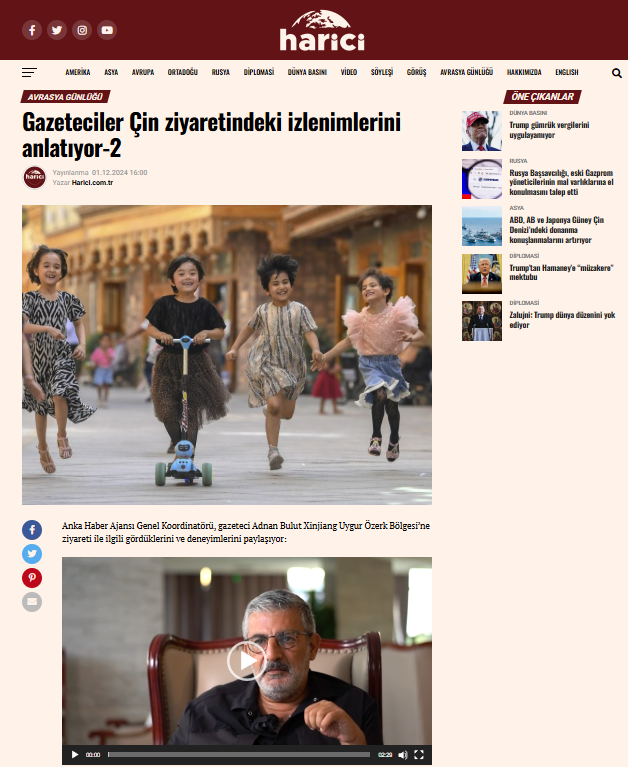 harici
AMERİKA
ASYA
AVRUPA
ORTADOĞU
RUSYA
DİPLOMASİ
DÜNYA BASINI
VİDEO
SÖYLEŞİ
GÖRÜŞ
AVRASYA GÜNLÜĞÜ
HAKKIMIZDA
ENGLISH
AVRASYA GÜNLÜĞÜ
Gazeteciler Çin ziyaretindeki izlenimlerini
anlatıyor-2
harici
Yayınlanma 01.12.2024 16:00
Yazar Harici.com.tr
Anka Haber Ajansı Genel Koordinatörü, gazeteci Adnan Bulut Xinjiang Uygur Özerk Bölgesi'ne
ziyareti ile ilgili gördüklerini ve deneyimlerini paylaşıyor:
00:00
02:29
ÖNE ÇIKANLAR
DÜNYA BASINI
Trump gümrük vergilerini
uygulayamıyor
RUSYA
Rusya Başsavcılığı, eski Gazprom
yöneticilerinin mal varlıklarına el
konulmasını talep etti
ASYA
ABD, AB ve Japonya Güney Çin
Denizi'ndeki donanma
konuşlanmalarını artırıyor
DİPLOMASİ
Trump'tan Hamaney'e "müzakere"
mektubu
DİPLOMASİ
Zalujni: Trump dünya düzenini yok
ediyor